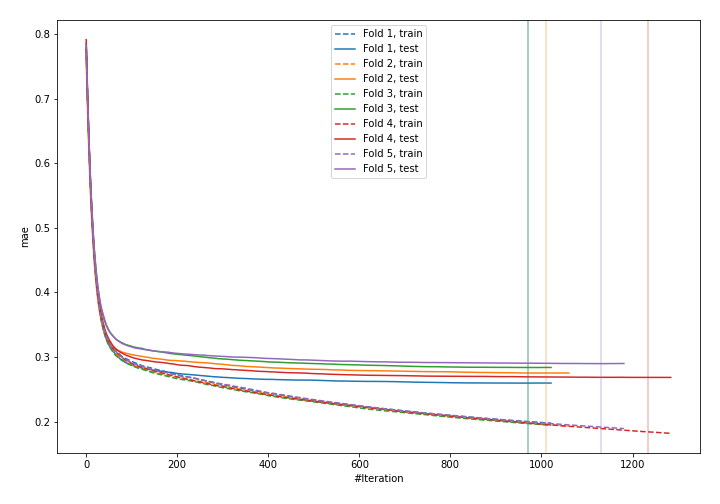 0.8
0.7
0.6
0.5
0.4
0.3
0.2
mae
Fold 1, train
Fold 1, test
Fold 2, train
Fold 2, test
Fold 3, train
Fold 3, test
Fold 4, train
Fold 4, test
Fold 5, train
Fold 5, test
0 200 400 600 800 1000 1200
#Iteration